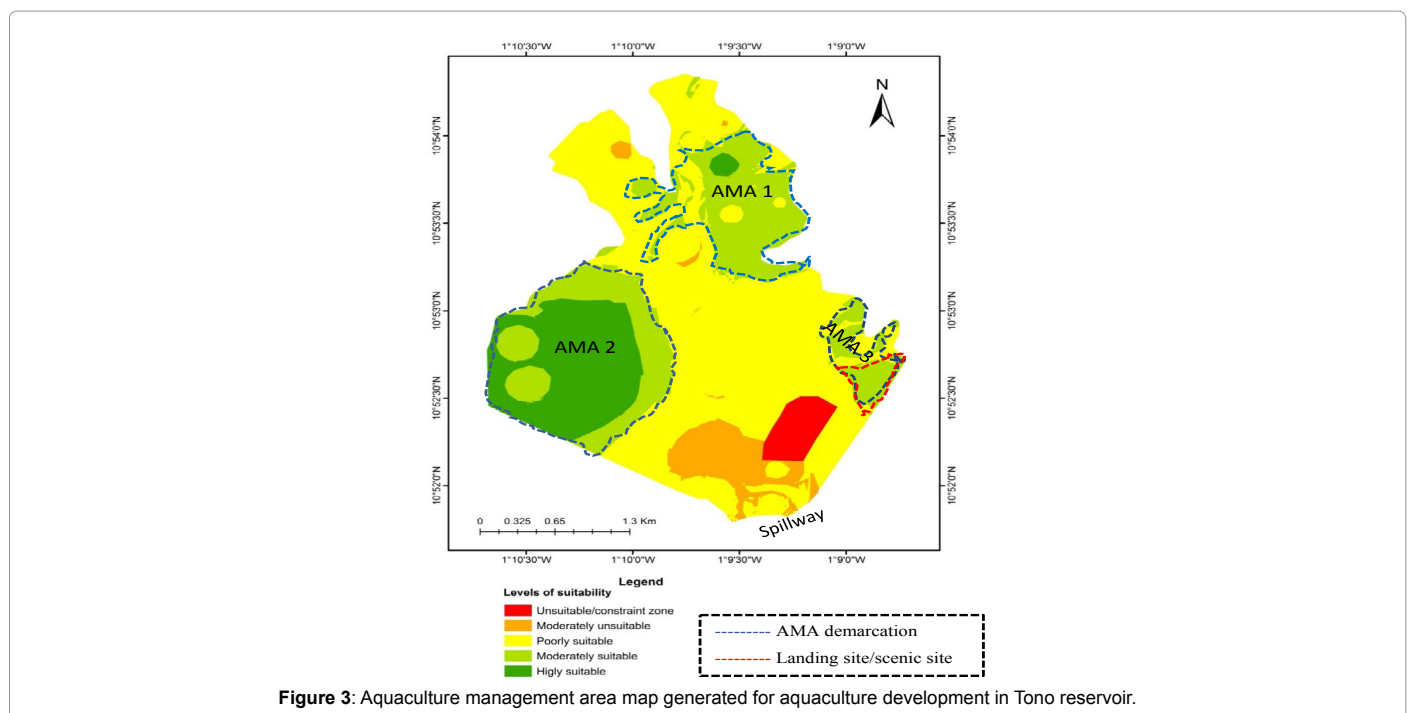 1°10'30"W 1°10'0"W 1°9'30"W 1°9'0"W
N
10°54'0"N 10°54'0"N
AMA 1
10°53'30"N 10°53'30"N
10°53'0"N 10°53'0"N
AMA 2
AMA 3
10°52'30"N 10°52'30"N
10°52'0"N 10°52'0"N
Spillway
0 0.325 0.65 1.3 Km
1°10'30"W 1°10'0"W 1°9'30"W 1°9'0"W
Legend
Levels of suitability
Unsuitable/constraint zone
Moderately unsuitable
Poorly suitable
Moderately suitable
Higly suitable
AMA demarcation
Landing site/scenic site
Figure 3: Aquaculture management area map generated for aquaculture development in Tono reservoir.